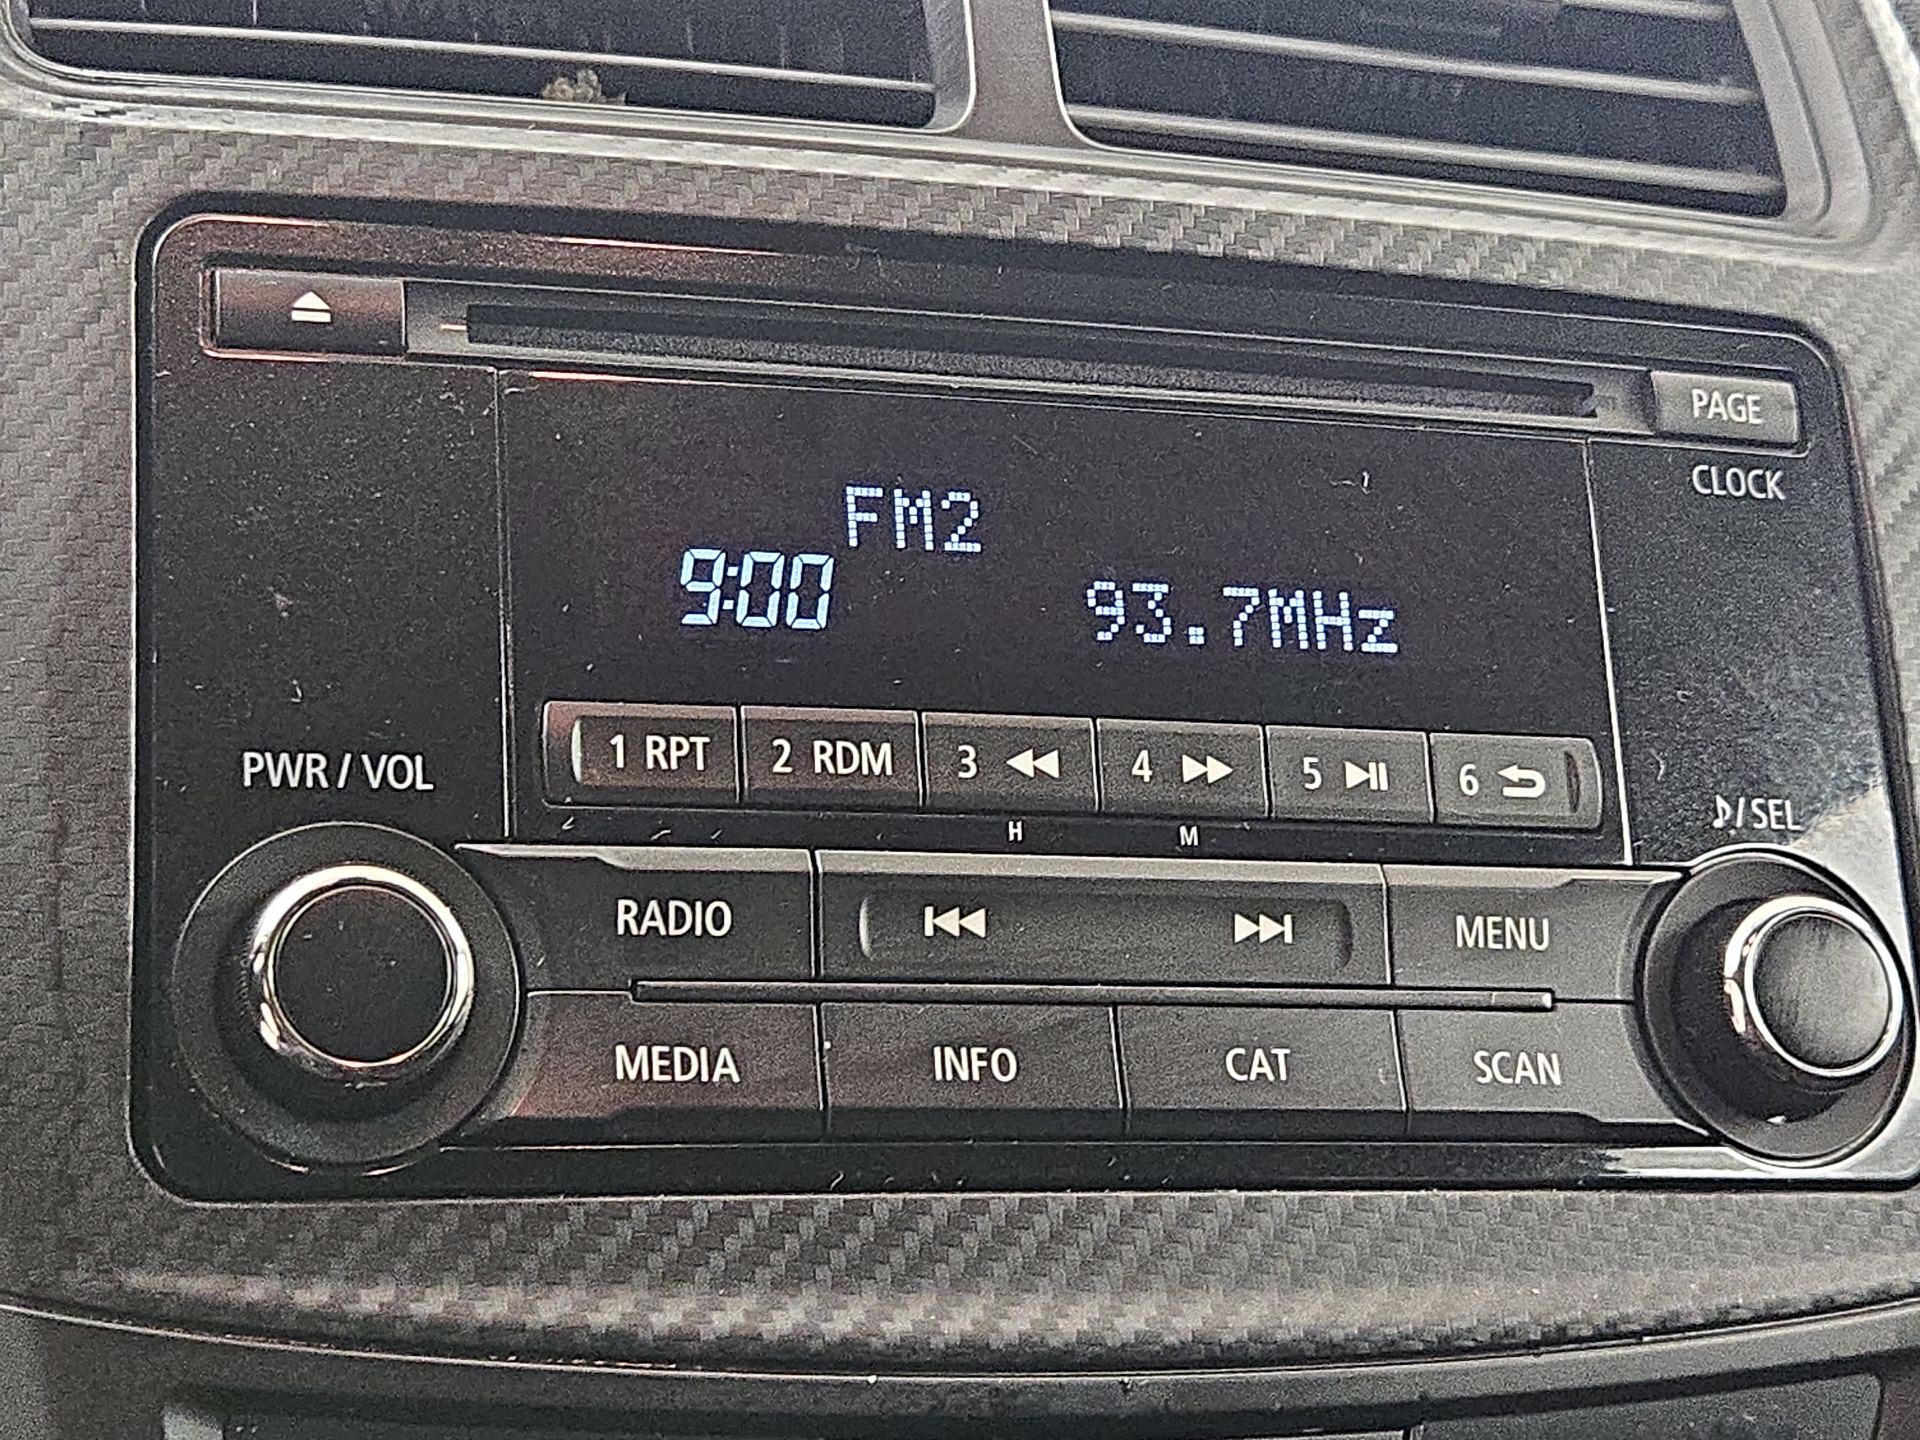 PAGE
CLOCK
FM2
9:00 93.7MHz
1 RPT 2 RDM 3 4 5 6
PWR / VOL
H M
/ SEL
RADIO MENU
MEDIA INFO CAT SCAN